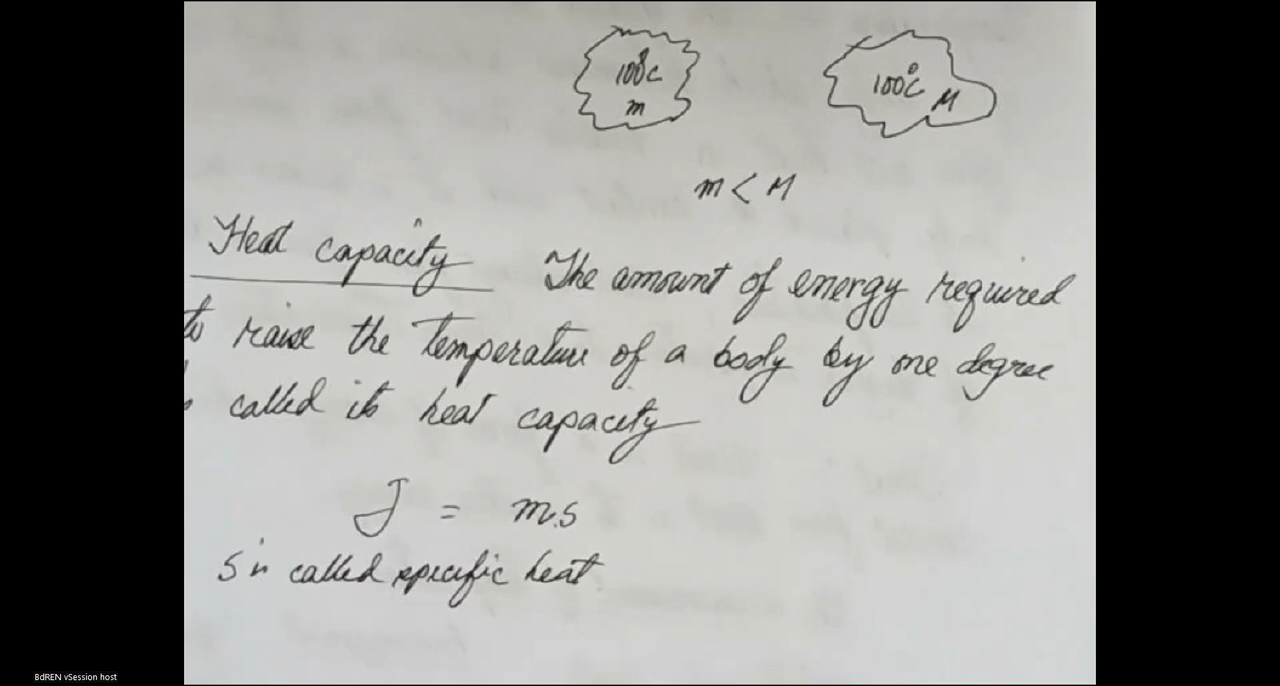 100°C
m
100°C M
m < M
Heat capacity The amount of energy required
to raise the temperature of a body by one degree
called its heat capacity
J = m.s
S is called specific heat
BdREN vSession host